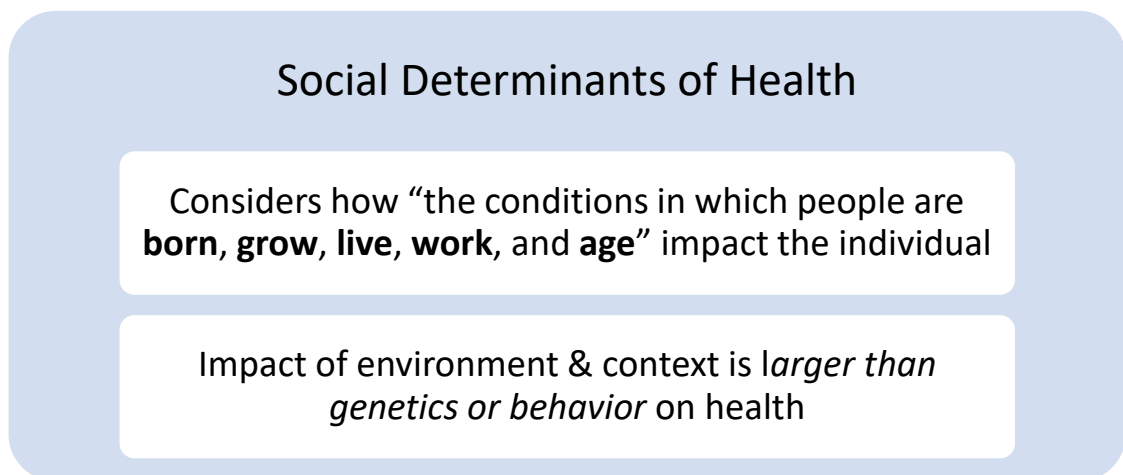 Social Determinants of Health
Considers how “the conditions in which people are
born, grow, live, work, and age” impact the individual
Impact of environment & context is larger than
genetics or behavior on health